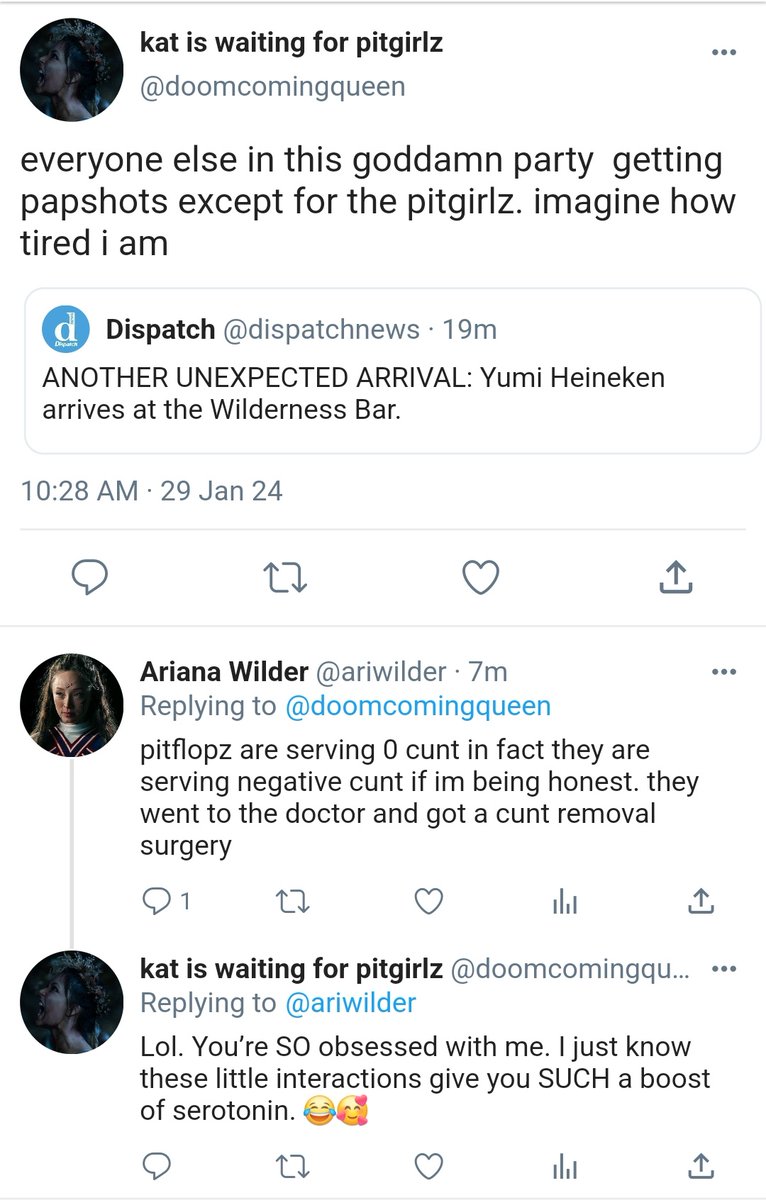 kat is waiting for pitgirlz
@doomcomingqueen
everyone else in this goddamn party  getting
papshots except for the pitgirlz. imagine how
tired i am
d
Dispatch
Dispatch @dispatchnews · 19m
ANOTHER UNEXPECTED ARRIVAL: Yumi Heineken
arrives at the Wilderness Bar.
10:28 AM · 29 Jan 24
Ariana Wilder @ariwilder · 7m
Replying to @doomcomingqueen
pitflopz are serving 0 cunt in fact they are
serving negative cunt if im being honest. they
went to the doctor and got a cunt removal
surgery
1
kat is waiting for pitgirlz @doomcomingqu...
Replying to @ariwilder
Lol. You’re SO obsessed with me. I just know
these little interactions give you SUCH a boost
of serotonin. 😂🥰